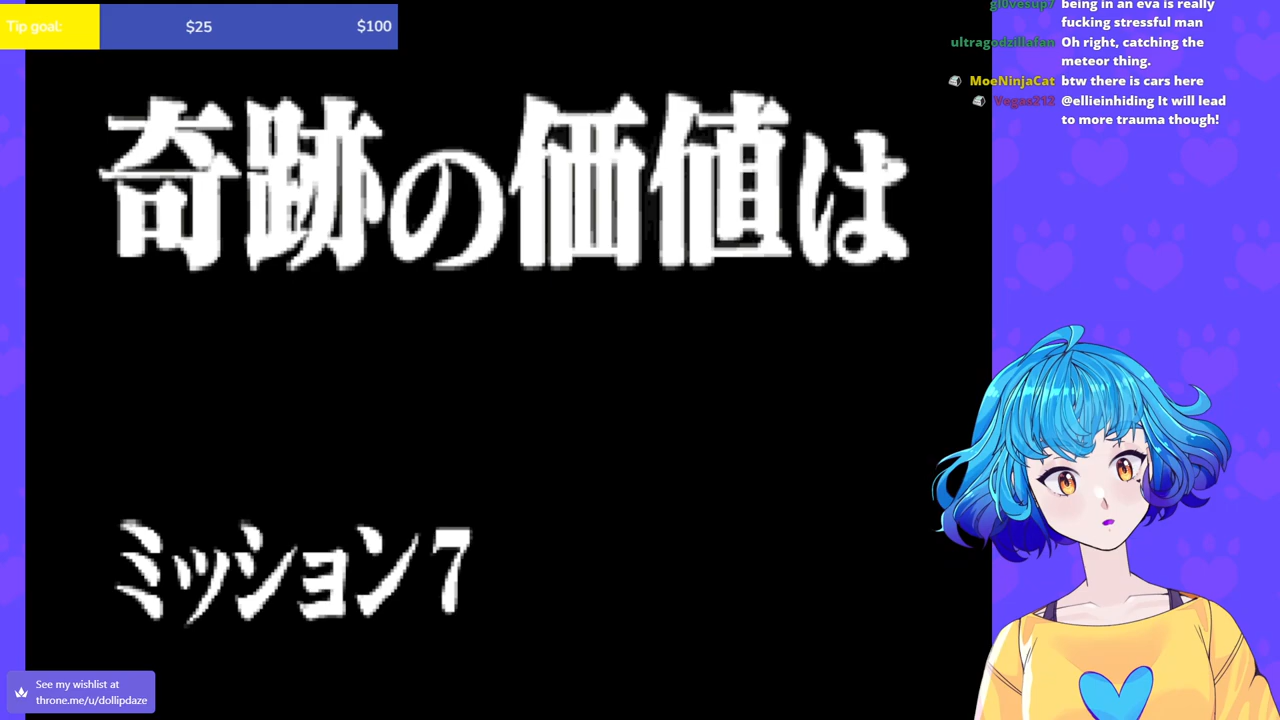 Tip goal:
$25
$100
奇跡の価値は
ミッション7
gl0vesup7 being in an eva is really
fucking stressful man
ultragodzillafan Oh right, catching the
meteor thing.
MoeNinjaCat btw there is cars here
Vegas212 @ellieinhiding It will lead
to more trauma though!
See my wishlist at
throne.me/u/dollipdaze